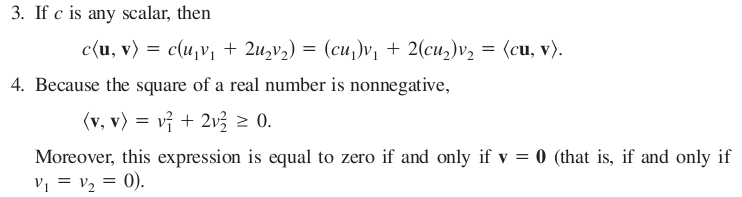 3. If c is any scalar, then
c⟨u, v⟩ = c(u₁v₁ + 2u₂v₂) = (cu₁)v₁ + 2(cu₂)v₂ = ⟨cu, v⟩.
4. Because the square of a real number is nonnegative,
⟨v, v⟩ = v₁² + 2v₂² ≥ 0.
Moreover, this expression is equal to zero if and only if v = 0 (that is, if and only if
v₁ = v₂ = 0).